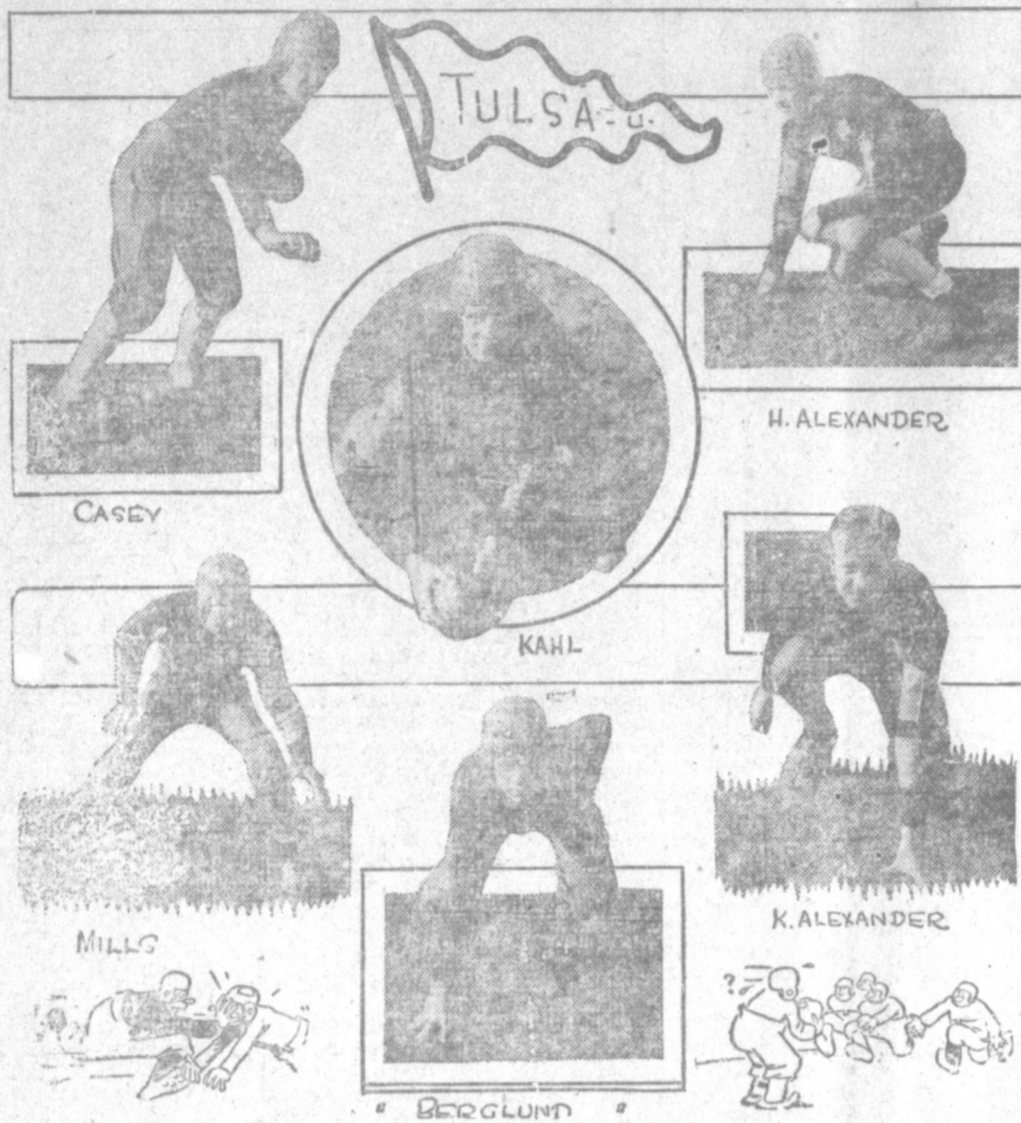 TULSA-U.
H. ALEXANDER
CASEY
KAHL
K. ALEXANDER
MILLS
?
" BERGLUND "